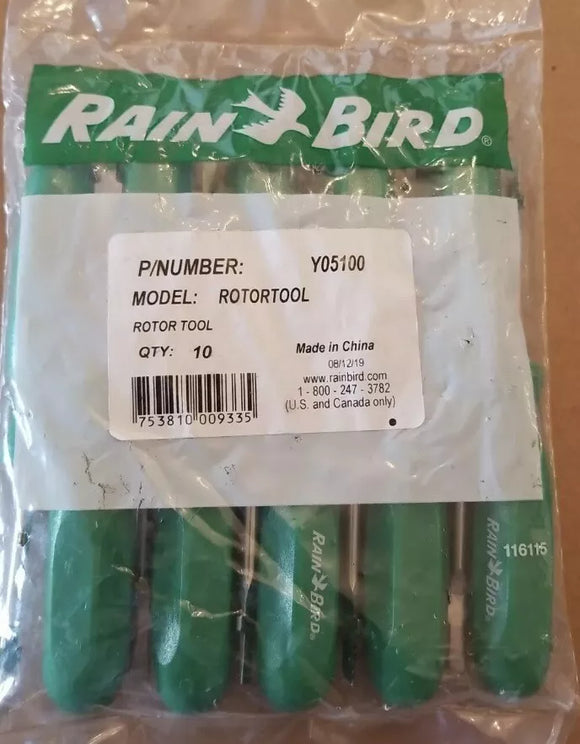 RAIN BIRD®
P/NUMBER: Y05100
MODEL: ROTORTOOL
ROTOR TOOL
QTY: 10
Made in China
08/12/19
www.rainbird.com
1 - 800 - 247 - 3782
(U.S. and Canada only)
753810 009335
RAIN BIRD®
RAIN BIRD®
116115